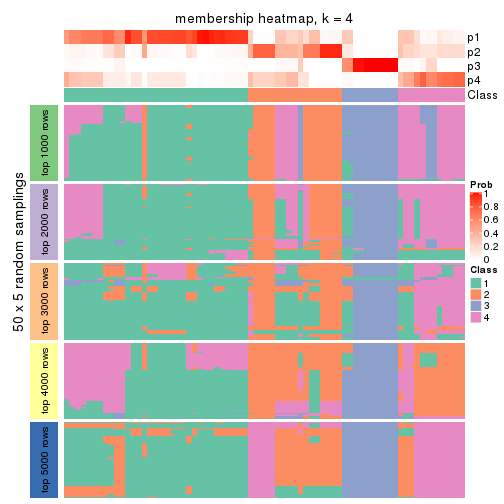 membership heatmap, k = 4
p1
p2
p3
p4
Class
50 x 5 random samplings
top 1000 rows
top 2000 rows
top 3000 rows
top 4000 rows
top 5000 rows
Prob
1
0.8
0.6
0.4
0.2
0
Class
1
2
3
4